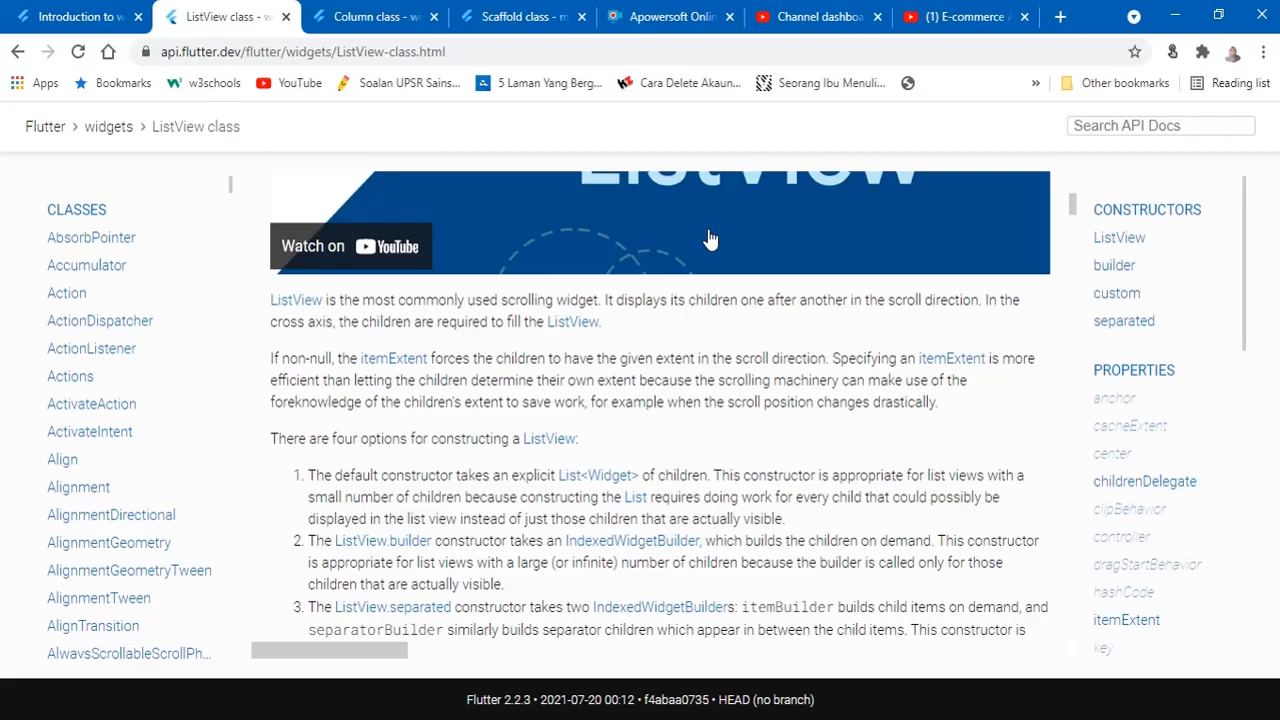 Introduction to w
ListView class - w
Column class - wi
Scaffold class - m
Apowersoft Onli
Channel dashboa
(1) E-commerce /
api.flutter.dev/flutter/widgets/ListView-class.html
Apps
Bookmarks
w3schools
YouTube
Soalan UPSR Sains...
5 Laman Yang Berg...
Cara Delete Akaun...
Seorang Ibu Menuli...
»
Other bookmarks
Reading list
Flutter > widgets > ListView class
Search API Docs
CLASSES
AbsorbPointer
Accumulator
Action
ActionDispatcher
ActionListener
Actions
ActivateAction
ActivateIntent
Align
Alignment
AlignmentDirectional
AlignmentGeometry
AlignmentGeometryTween
AlignmentTween
AlignTransition
AlwaysScrollableScrollPh...
ListView
Watch on YouTube
ListView is the most commonly used scrolling widget. It displays its children one after another in the scroll direction. In the
cross axis, the children are required to fill the ListView.
If non-null, the itemExtent forces the children to have the given extent in the scroll direction. Specifying an itemExtent is more
efficient than letting the children determine their own extent because the scrolling machinery can make use of the
foreknowledge of the children's extent to save work, for example when the scroll position changes drastically.
There are four options for constructing a ListView:
1. The default constructor takes an explicit List<Widget> of children. This constructor is appropriate for list views with a
small number of children because constructing the List requires doing work for every child that could possibly be
displayed in the list view instead of just those children that are actually visible.
2. The ListView.builder constructor takes an IndexedWidgetBuilder, which builds the children on demand. This constructor
is appropriate for list views with a large (or infinite) number of children because the builder is called only for those
children that are actually visible.
3. The ListView.separated constructor takes two IndexedWidgetBuilders: itemBuilder builds child items on demand, and
separatorBuilder similarly builds separator children which appear in between the child items. This constructor is
CONSTRUCTORS
ListView
builder
custom
separated
PROPERTIES
anchor
cacheExtent
center
childrenDelegate
clipBehavior
controller
dragStartBehavior
hashCode
itemExtent
key
Flutter 2.2.3 • 2021-07-20 00:12 • f4abaa0735 • HEAD (no branch)